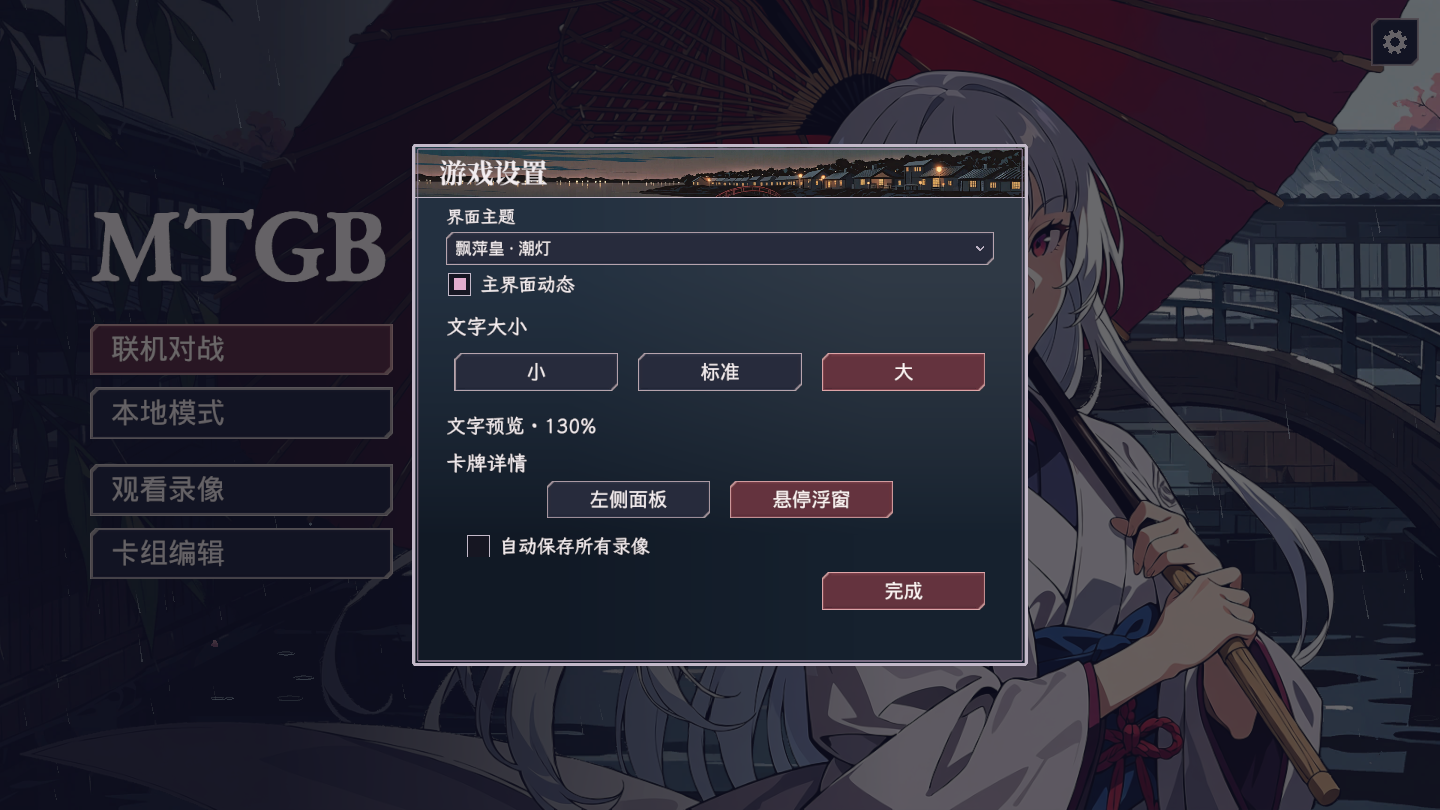 游戏设置
界面主题
飘萍皇·潮灯
主界面动态
文字大小
小 标准 大
文字预览·130%
卡牌详情
左侧面板 悬停浮窗
自动保存所有录像
完成
MTGB
联机对战
本地模式
观看录像
卡组编辑